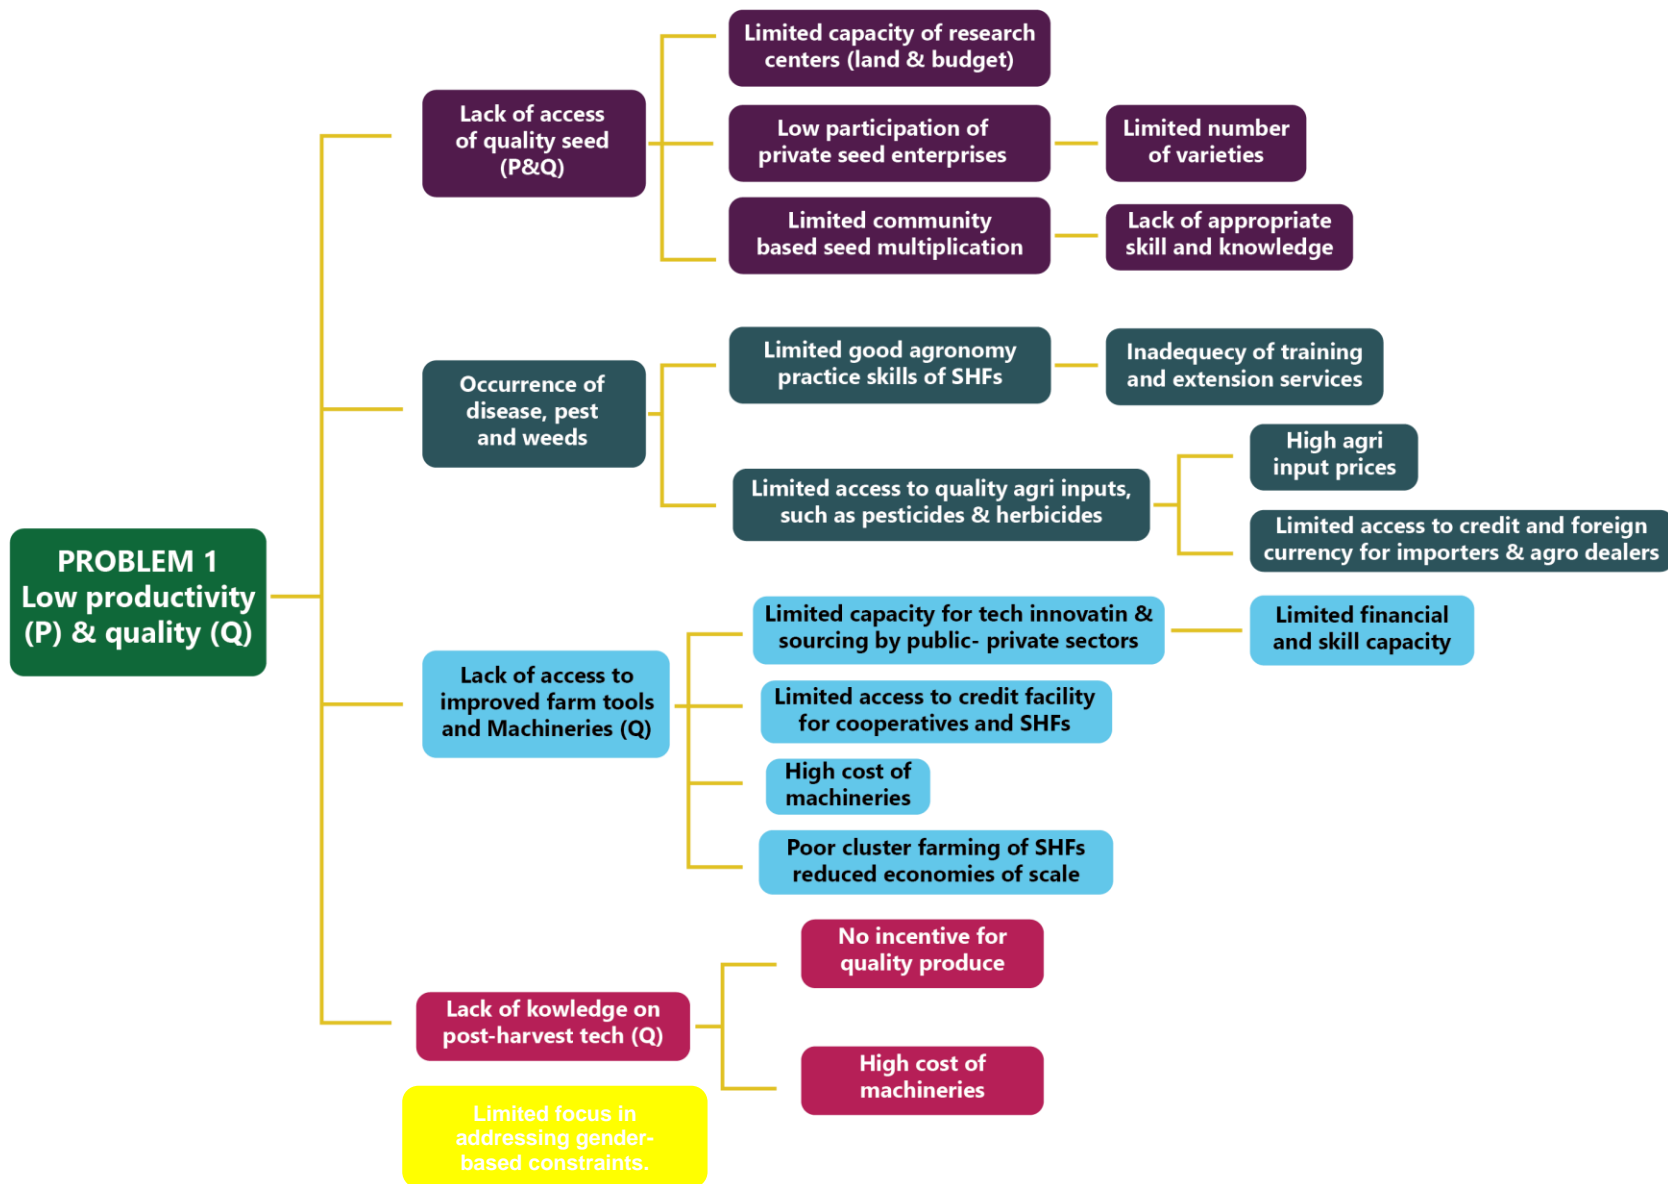 PROBLEM 1
Low productivity
(P) & quality (Q)
Lack of access
of quality seed
(P&Q)
Limited capacity of research
centers (land & budget)
Low participation of
private seed enterprises
Limited number
of varieties
Limited community
based seed multiplication
Lack of appropriate
skill and knowledge
Occurrence of
disease, pest
and weeds
Limited good agronomy
practice skills of SHFs
Inadequecy of training
and extension services
Limited access to quality agri inputs,
such as pesticides & herbicides
High agri
input prices
Limited access to credit and foreign
currency for importers & agro dealers
Lack of access to
improved farm tools
and Machineries (Q)
Limited capacity for tech innovatin &
sourcing by public- private sectors
Limited financial
and skill capacity
Limited access to credit facility
for cooperatives and SHFs
High cost of
machineries
Poor cluster farming of SHFs
reduced economies of scale
Lack of kowledge on
post-harvest tech (Q)
No incentive for
quality produce
High cost of
machineries
Limited focus in
addressing gender-
based constraints.